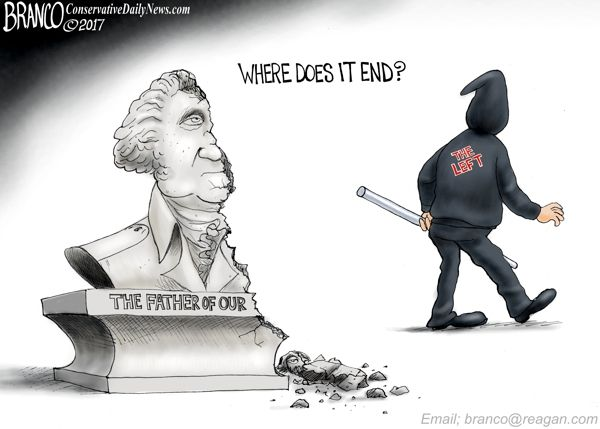 BRANCO ConservativeDailyNews.com
©2017
WHERE DOES IT END?
THE
LEFT
THE FATHER OF OUR
Email; branco@reagan.com